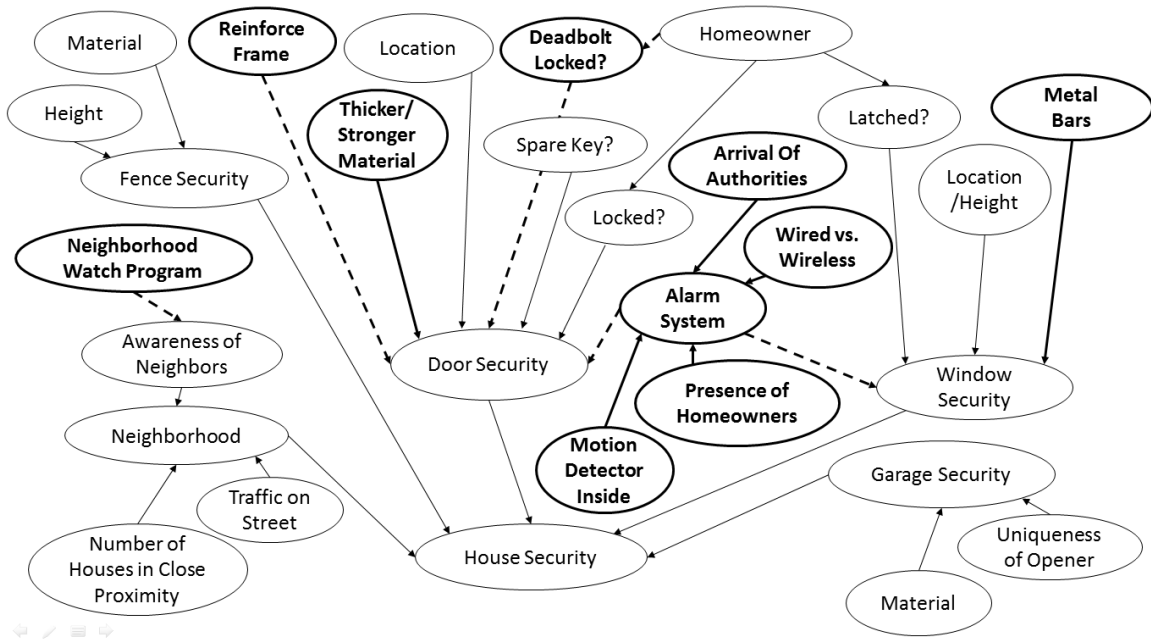 Material
Reinforce
Frame
Location
Deadbolt
Locked?
Homeowner
Height
Thicker/
Stronger
Material
Spare Key?
Latched?
Metal
Bars
Fence Security
Arrival Of
Authorities
Location
/Height
Locked?
Neighborhood
Watch Program
Wired vs.
Wireless
Alarm
System
Awareness of
Neighbors
Door Security
Window
Security
Presence of
Homeowners
Neighborhood
Motion
Detector
Inside
Garage Security
Traffic on
Street
Number of
Houses in Close
Proximity
House Security
Uniqueness
of Opener
Material